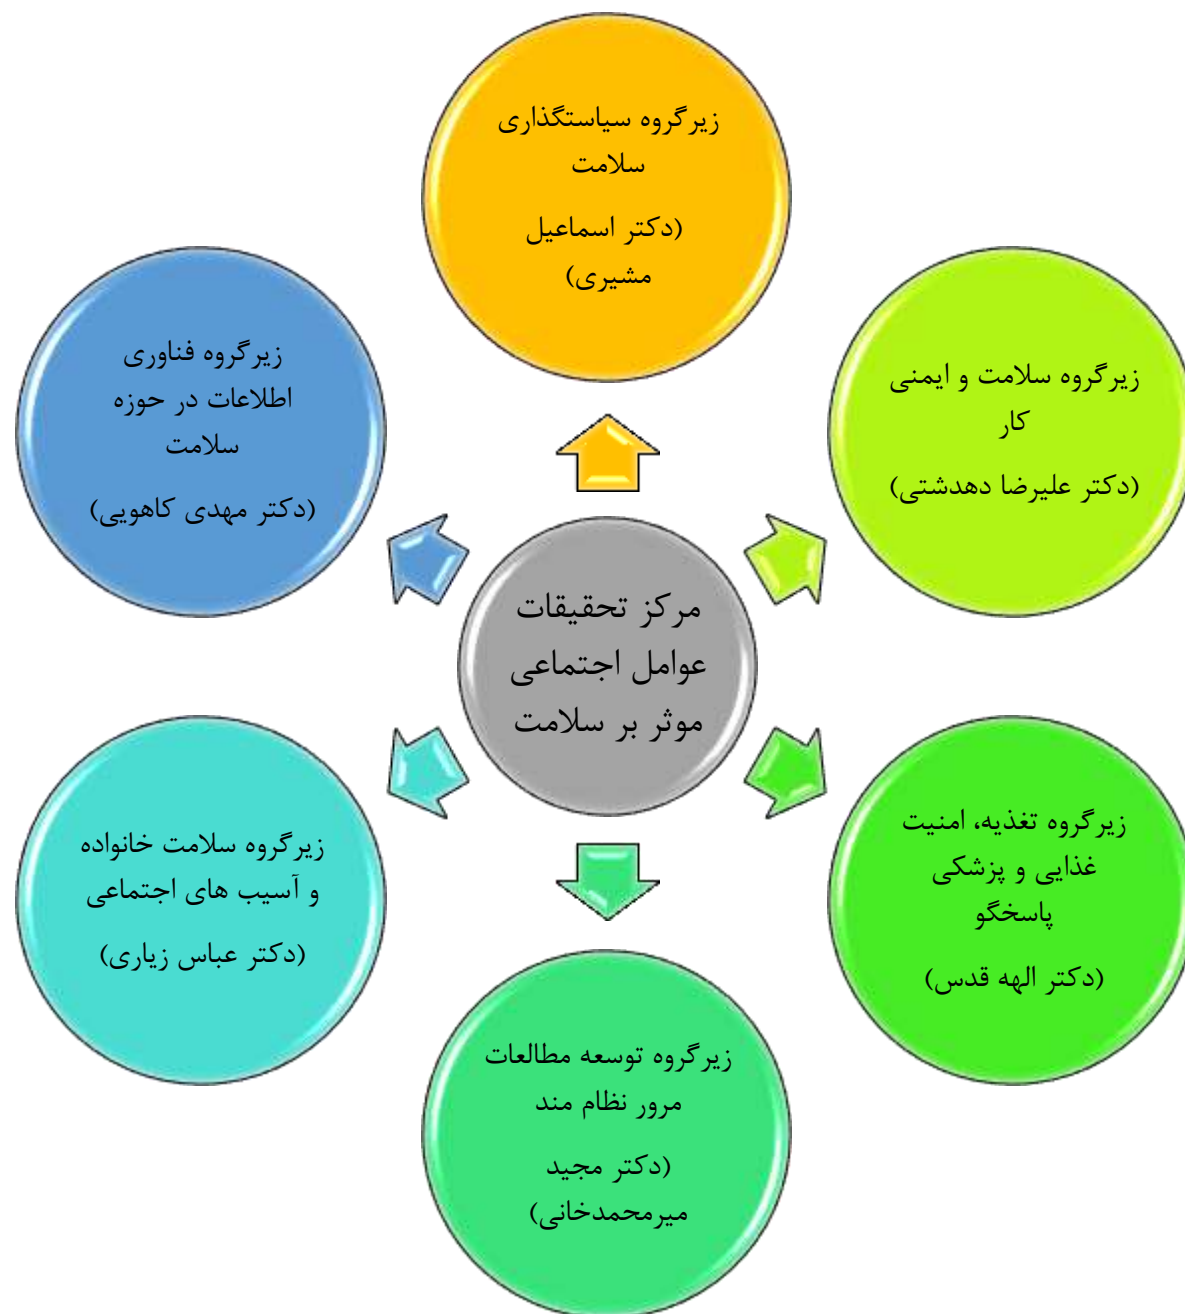 زیرگروه سیاستگذاری
سلامت
(دکتر اسماعیل
مشیری)
زیرگروه سلامت و ایمنی
کار
(دکتر علیرضا دهدشتی)
زیرگروه تغذیه، امنیت
غذایی و پزشکی
پاسخگو
(دکتر الهه قدس)
زیرگروه توسعه مطالعات
مرور نظام مند
(دکتر مجید
میرمحمدخانی)
زیرگروه سلامت خانواده
و آسیب های اجتماعی
(دکتر عباس زیاری)
زیرگروه فناوری
اطلاعات در حوزه
سلامت
(دکتر مهدی کاهویی)
مرکز تحقیقات
عوامل اجتماعی
موثر بر سلامت